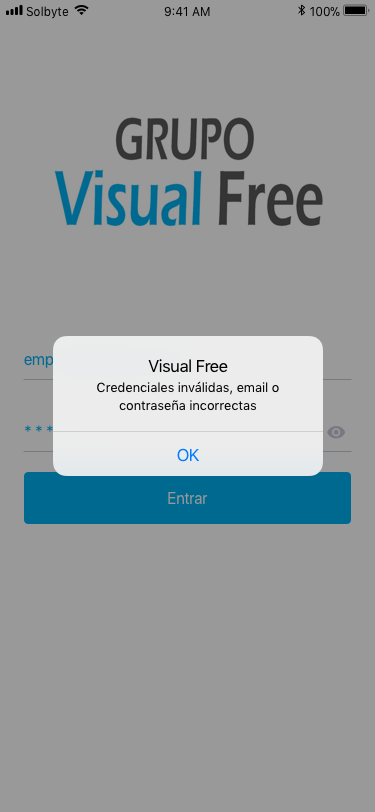 Solbyte 9:41 AM 100%
GRUPO
Visual Free
emp
Visual Free
Credenciales inválidas, email o
contraseña incorrectas
***
OK
Entrar